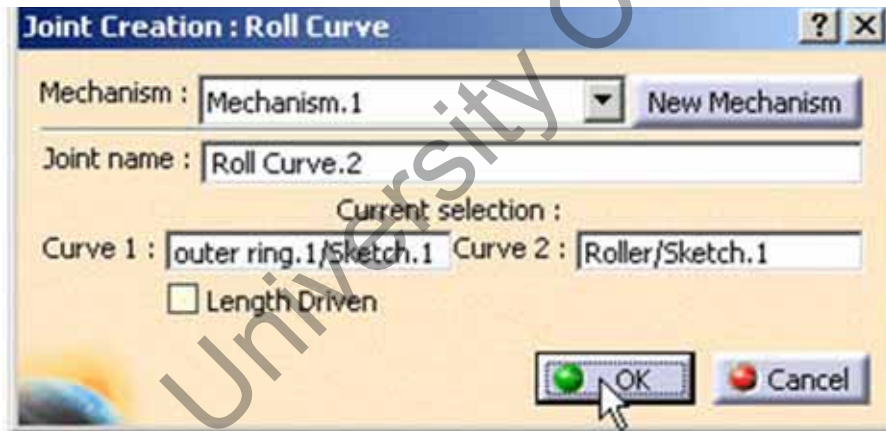 Joint Creation : Roll Curve
Mechanism : Mechanism.1 New Mechanism
Joint name : Roll Curve.2
Current selection :
Curve 1 : outer ring.1/Sketch.1 Curve 2 : Roller/Sketch.1
Length Driven
OK Cancel
University O